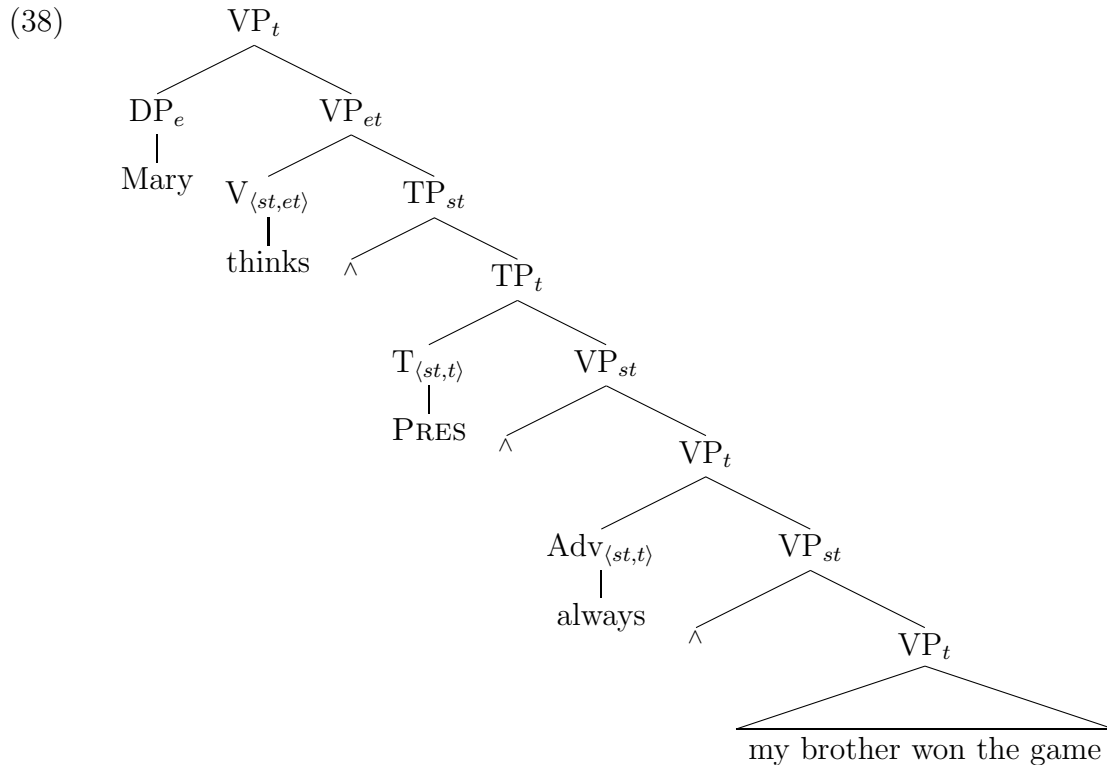 (38) VP_t
DP_e VP_et
Mary V_⟨st,et⟩ TP_st
thinks ^ TP_t
T_⟨st,t⟩ VP_st
PRES ^ VP_t
Adv_⟨st,t⟩ VP_st
always ^ VP_t
my brother won the game